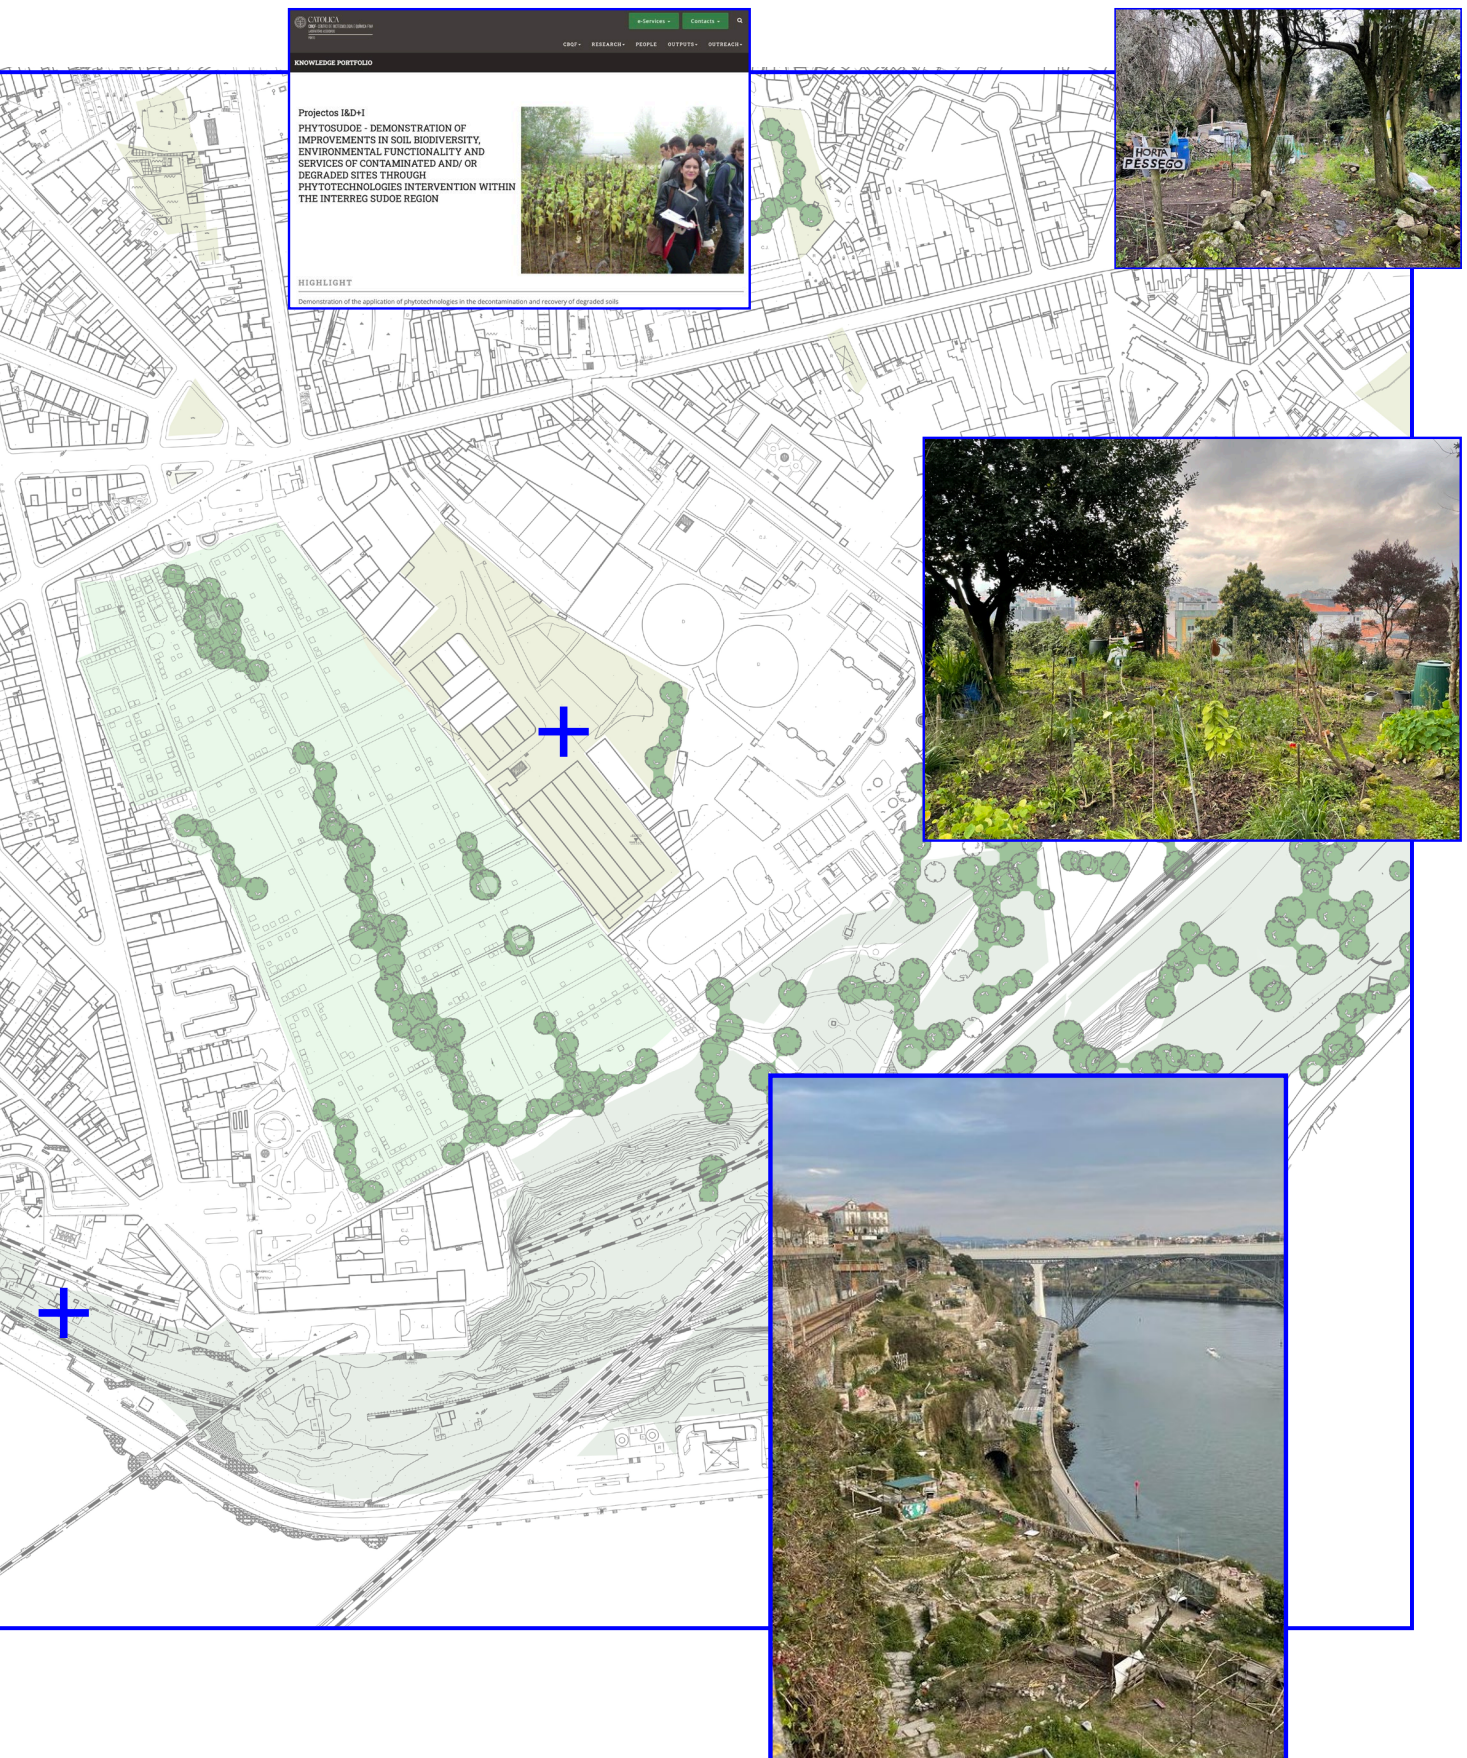 CATOLICA
e-Services
Contacts
CBQF
RESEARCH
PEOPLE
OUTPUTS
OUTREACH
KNOWLEDGE PORTFOLIO
Projectos I&D+I
PHYTOSUDOE - DEMONSTRATION OF
IMPROVEMENTS IN SOIL BIODIVERSITY,
ENVIRONMENTAL FUNCTIONALITY AND
SERVICES OF CONTAMINATED AND/ OR
DEGRADED SITES THROUGH
PHYTOTECHNOLOGIES INTERVENTION WITHIN
THE INTERREG SUDOE REGION
HIGHLIGHT
Demonstration of the application of phytotechnologies in the decontamination and recovery of degraded soils
HORTA
PÊSSEGO